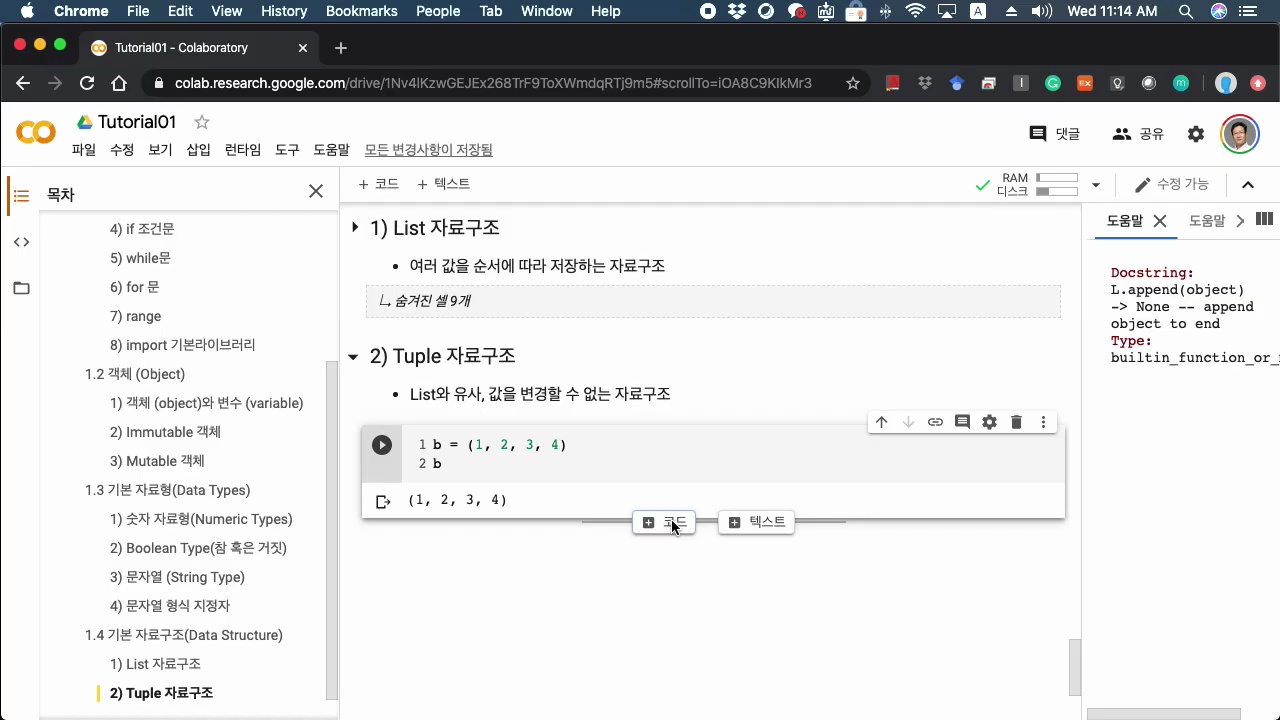 Chrome File Edit View History Bookmarks People Tab Window Help A Wed 11:14 AM
Tutorial01 - Colaboratory
colab.research.google.com/drive/1Nv4lKzwGEJEx268TrF9ToXWmdqRTj9m5#scrollTo=iOA8C9KIkMr3
Tutorial01
댓글 공유
파일 수정 보기 삽입 런타임 도구 도움말 모든 변경사항이 저장됨
목차
+ 코드 + 텍스트
RAM
디스크
수정 가능
4) if 조건문
5) while문
6) for 문
7) range
8) import 기본라이브러리
1.2 객체 (Object)
1) 객체 (object)와 변수 (variable)
2) Immutable 객체
3) Mutable 객체
1.3 기본 자료형(Data Types)
1) 숫자 자료형(Numeric Types)
2) Boolean Type(참 혹은 거짓)
3) 문자열 (String Type)
4) 문자열 형식 지정자
1.4 기본 자료구조(Data Structure)
1) List 자료구조
2) Tuple 자료구조
1) List 자료구조
• 여러 값을 순서에 따라 저장하는 자료구조
숨겨진 셀 9개
2) Tuple 자료구조
• List와 유사, 값을 변경할 수 없는 자료구조
1 b = (1, 2, 3, 4)
2 b
(1, 2, 3, 4)
코드 텍스트
도움말 도움말
Docstring:
L.append(object)
-> None -- append
object to end
Type:
builtin_function_or_